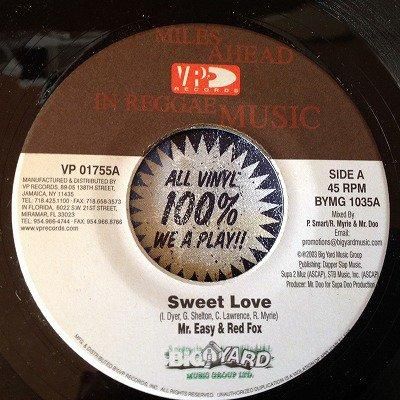 MILES AHEAD
VP
RECORDS
IN REGGAE MUSIC
VP 01755A
MANUFACTURED & DISTRIBUTED BY
VP RECORDS, 89-05 138TH STREET,
JAMAICA, NY 11435
TEL: 718.425.1100 - FAX: 718-658-3573
IN FLORIDA, 6022 S.W. 21ST STREET,
MIRAMAR, FL 33023
TEL: 954.966-4744 - FAX: 954.966.8766
www.vprecords.com
SIDE A
45 RPM
BYMG 1035A
Mixed By
P. Smart/R. Myrie & Mr. Doo
Email:
promotions@bigyardmusic.com
©®2003 Big Yard Music Group
Publishing: Dapper Slap Music,
Supa 2 Muz (ASCAP), STB Music, Inc. (ASCAP)
Producer: Mr. Doo for Supa Doo Production
ALL VINYL
100%
WE A PLAY!!
Sweet Love
(I. Dyer, G. Shelton, C. Lawrence, R. Myrie)
Mr. Easy & Red Fox
BIG YARD
MUSIC GROUP LTD.